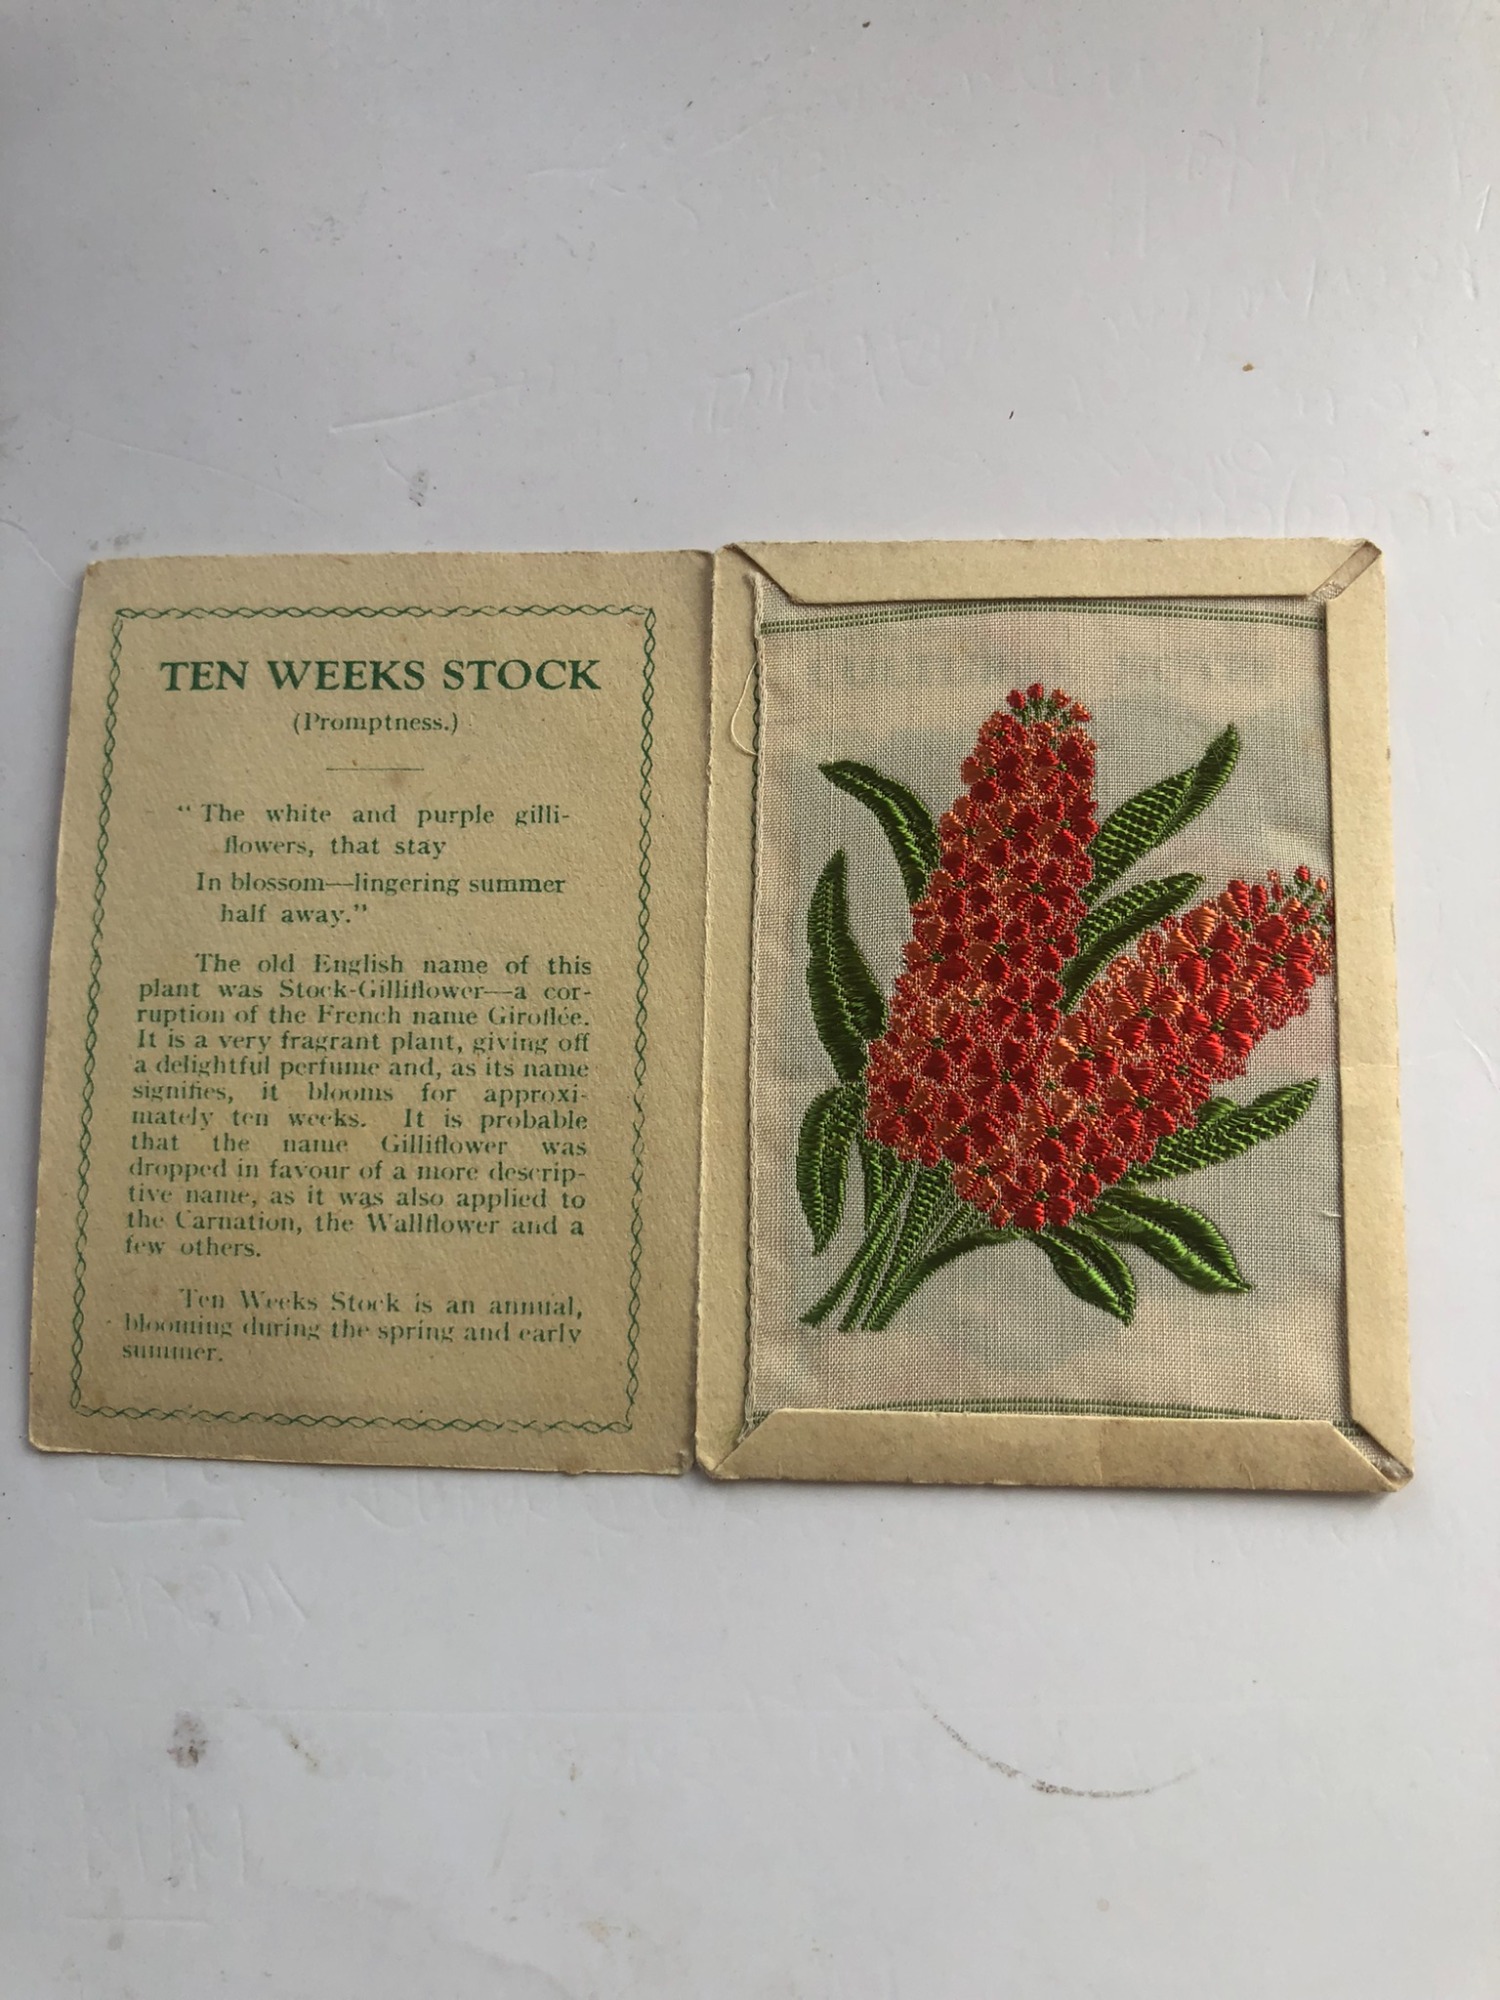 TEN WEEKS STOCK
(Promptness.)
“ The white and purple gilli-
flowers, that stay
In blossom—lingering summer
half away.”
The old English name of this
plant was Stock-Gilliflower—a cor-
ruption of the French name Giroflée.
It is a very fragrant plant, giving off
a delightful perfume and, as its name
signifies, it blooms for approxi-
mately ten weeks. It is probable
that the name Gilliflower was
dropped in favour of a more descrip-
tive name, as it was also applied to
the Carnation, the Wallflower and a
few others.
Ten Weeks Stock is an annual,
blooming during the spring and early
summer.